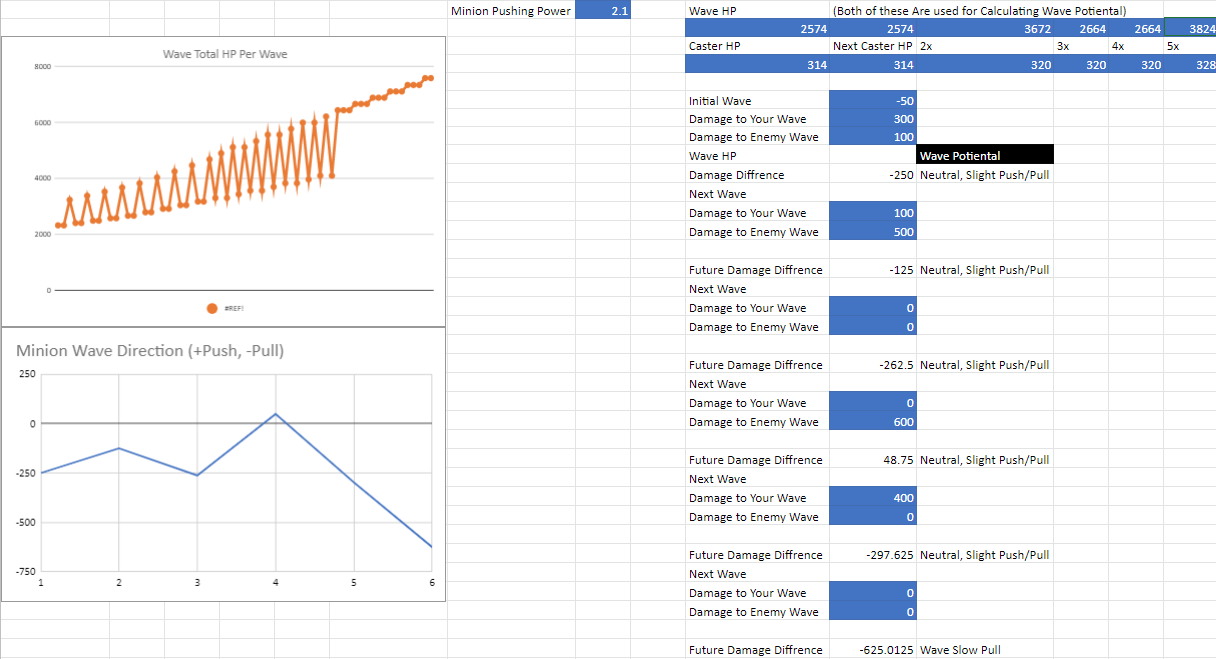 Minion Pushing Power 2.1 Wave HP (Both of these Are used for Calculating Wave Potiental)
2574 2574 3672 2664 2664 3824
Caster HP Next Caster HP 2x 3x 4x 5x
314 314 320 320 320 328
Wave Total HP Per Wave
8000
6000
4000
2000
0
#REF!
Minion Wave Direction (+Push, -Pull)
250
0
-250
-500
-750
1 2 3 4 5 6
Initial Wave -50
Damage to Your Wave 300
Damage to Enemy Wave 100
Wave HP Wave Potiental
Damage Diffrence -250 Neutral, Slight Push/Pull
Next Wave
Damage to Your Wave 100
Damage to Enemy Wave 500
Future Damage Diffrence -125 Neutral, Slight Push/Pull
Next Wave
Damage to Your Wave 0
Damage to Enemy Wave 0
Future Damage Diffrence -262.5 Neutral, Slight Push/Pull
Next Wave
Damage to Your Wave 0
Damage to Enemy Wave 600
Future Damage Diffrence 48.75 Neutral, Slight Push/Pull
Next Wave
Damage to Your Wave 400
Damage to Enemy Wave 0
Future Damage Diffrence -297.625 Neutral, Slight Push/Pull
Next Wave
Damage to Your Wave 0
Damage to Enemy Wave 0
Future Damage Diffrence -625.0125 Wave Slow Pull